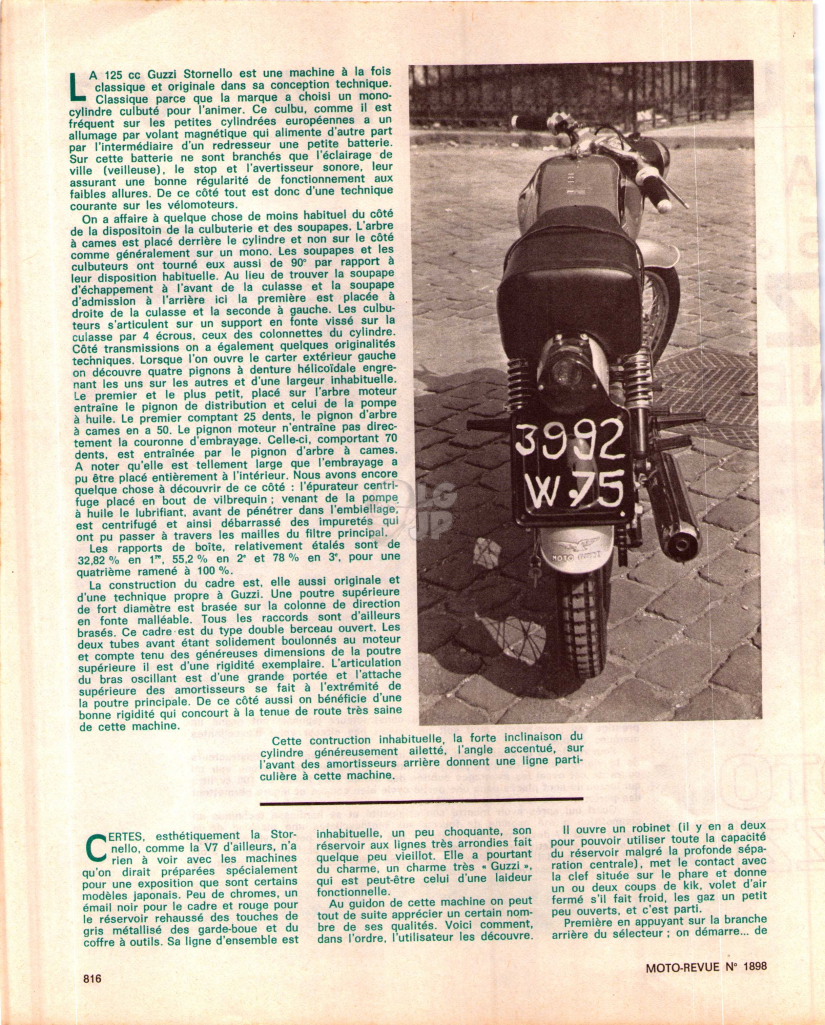 LA 125 cc Guzzi Stornello est une machine à la fois
classique et originale dans sa conception technique.
Classique parce que la marque a choisi un mono-
cylindre culbuté pour l'animer. Ce culbu, comme il est
fréquent sur les petites cylindrées européennes a un
allumage par volant magnétique qui alimente d'autre part
par l'intermédiaire d'un redresseur une petite batterie.
Sur cette batterie ne sont branchés que l'éclairage de
ville (veilleuse), le stop et l'avertisseur sonore, leur
assurant une bonne régularité de fonctionnement aux
faibles allures. De ce côté tout est donc d'une technique
courante sur les vélomoteurs.
On a affaire à quelque chose de moins habituel du côté
de la dispositoin de la culbuterie et des soupapes. L'arbre
à cames est placé derrière le cylindre et non sur le côté
comme généralement sur un mono. Les soupapes et les
culbuteurs ont tourné eux aussi de 90° par rapport à
leur disposition habituelle. Au lieu de trouver la soupape
d'échappement à l'avant de la culasse et la soupape
d'admission à l'arrière ici la première est placée à
droite de la culasse et la seconde à gauche. Les culbu-
teurs s'articulent sur un support en fonte vissé sur la
culasse par 4 écrous, ceux des colonnettes du cylindre.
Côté transmissions on a également quelques originalités
techniques. Lorsque l'on ouvre le carter extérieur gauche
on découvre quatre pignons à denture hélicoïdale engre-
nant les uns sur les autres et d'une largeur inhabituelle.
Le premier et le plus petit, placé sur l'arbre moteur
entraîne le pignon de distribution et celui de la pompe
à huile. Le premier comptant 25 dents, le pignon d'arbre
à cames en a 50. Le pignon moteur n'entraîne pas direc-
tement la couronne d'embrayage. Celle-ci, comportant 70
dents, est entraînée par le pignon d'arbre à cames.
A noter qu'elle est tellement large que l'embrayage a
pu être placé entièrement à l'intérieur. Nous avons encore
quelque chose à découvrir de ce côté : l'épurateur centri-
fuge placé en bout de vilbrequin ; venant de la pompe
à huile le lubrifiant, avant de pénétrer dans l'embiellage,
est centrifugé et ainsi débarrassé des impuretés qui
ont pu passer à travers les mailles du filtre principal.
Les rapports de boîte, relativement étalés sont de
32,82 % en 1re, 55,2 % en 2e et 78 % en 3e, pour une
quatrième ramené à 100 %.
La construction du cadre est, elle aussi originale et
d'une technique propre à Guzzi. Une poutre supérieure
de fort diamètre est brasée sur la colonne de direction
en fonte malléable. Tous les raccords sont d'ailleurs
brasés. Ce cadre est du type double berceau ouvert. Les
deux tubes avant étant solidement boulonnés au moteur
et compte tenu des généreuses dimensions de la poutre
supérieure il est d'une rigidité exemplaire. L'articulation
du bras oscillant est d'une grande portée et l'attache
supérieure des amortisseurs se fait à l'extrémité de
la poutre principale. De ce côté aussi on bénéficie d'une
bonne rigidité qui concourt à la tenue de route très saine
de cette machine.
3992
W.75
MOTO GUZZI
LG
JP
Cette contruction inhabituelle, la forte inclinaison du
cylindre généreusement ailetté, l'angle accentué, sur
l'avant des amortisseurs arrière donnent une ligne parti-
culière à cette machine.
CERTES, esthétiquement la Stor-
nello, comme la V7 d'ailleurs, n'a
rien à voir avec les machines
qu'on dirait préparées spécialement
pour une exposition que sont certains
modèles japonais. Peu de chromes, un
émail noir pour le cadre et rouge pour
le réservoir rehaussé des touches de
gris métallisé des garde-boue et du
coffre à outils. Sa ligne d'ensemble est
inhabituelle, un peu choquante, son
réservoir aux lignes très arrondies fait
quelque peu vieillot. Elle a pourtant
du charme, un charme très « Guzzi »,
qui est peut-être celui d'une laideur
fonctionnelle.
Au guidon de cette machine on peut
tout de suite apprécier un certain nom-
bre de ses qualités. Voici comment,
dans l'ordre, l'utilisateur les découvre.
Il ouvre un robinet (il y en a deux
pour pouvoir utiliser toute la capacité
du réservoir malgré la profonde sépa-
ration centrale), met le contact avec
la clef située sur le phare et donne
un ou deux coups de kik, volet d'air
fermé s'il fait froid, les gaz un petit
peu ouverts, et c'est parti.
Première en appuyant sur la branche
arrière du sélecteur ; on démarre... de
816
MOTO-REVUE N° 1898